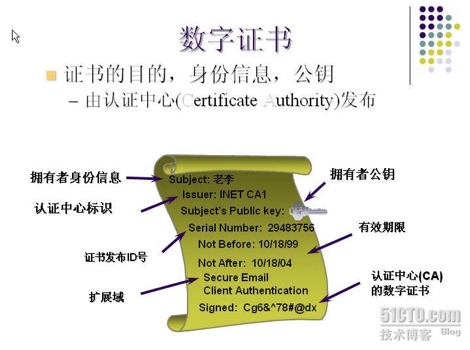 数字证书
证书的目的，身份信息，公钥
– 由认证中心(Certificate Authority)发布
拥有者身份信息
Subject: 老李
拥有者公钥
认证中心标识
Issuer: INET CA1
Subject's Public key:
Serial Number: 29483756
有效期限
证书发布ID号
Not Before: 10/18/99
Not After: 10/18/04
扩展域
Secure Email
Client Authentication
认证中心(CA)
的数字证书
Signed: Cg6&^78#@dx
51CTO.com
技术博客 Blog